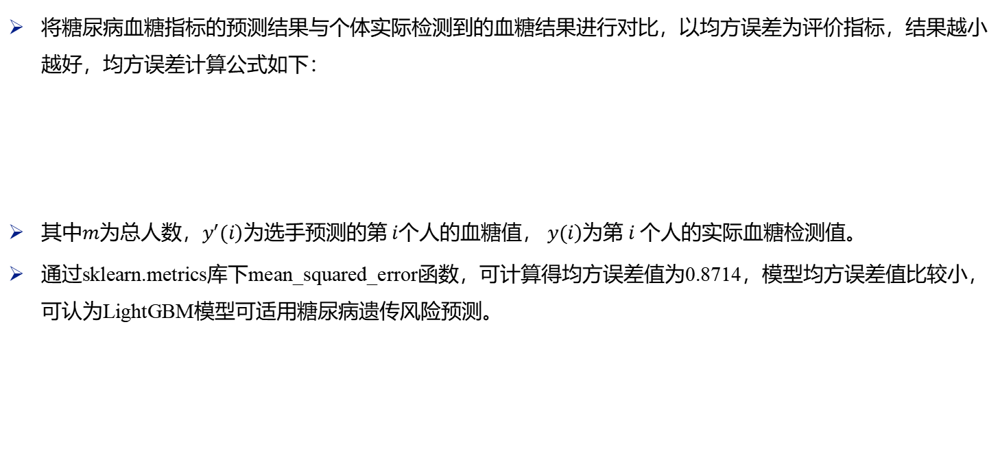 ➢ 将糖尿病血糖指标的预测结果与个体实际检测到的血糖结果进行对比，以均方误差为评价指标，结果越小
越好，均方误差计算公式如下：
➢ 其中m为总人数，y′(i)为选手预测的第 i个人的血糖值， y(i)为第 i 个人的实际血糖检测值。
➢ 通过sklearn.metrics库下mean_squared_error函数，可计算得均方误差值为0.8714，模型均方误差值比较小，
可认为LightGBM模型可适用糖尿病遗传风险预测。